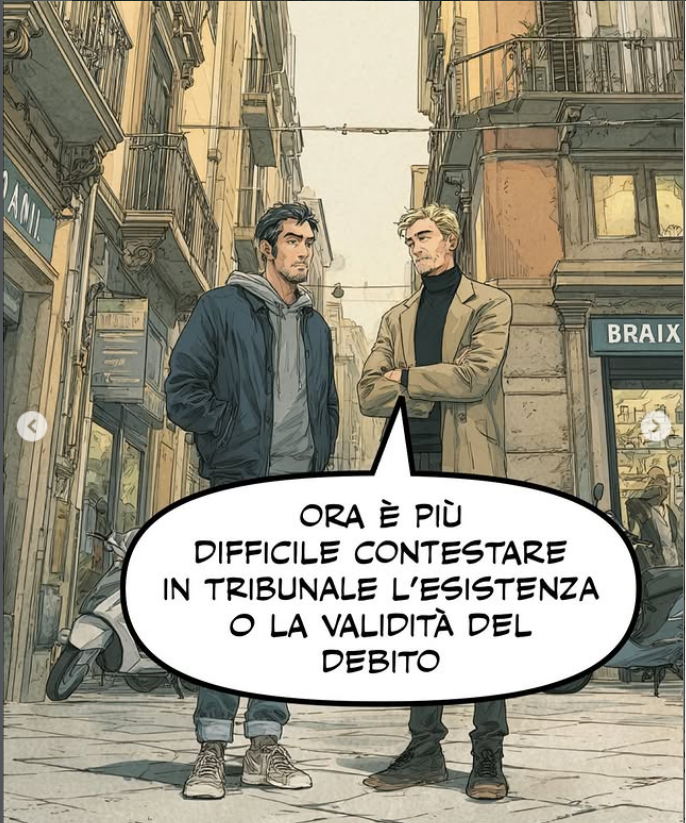 BRAIX
ORA È PIÙ
DIFFICILE CONTESTARE
IN TRIBUNALE L'ESISTENZA
O LA VALIDITÀ DEL
DEBITO